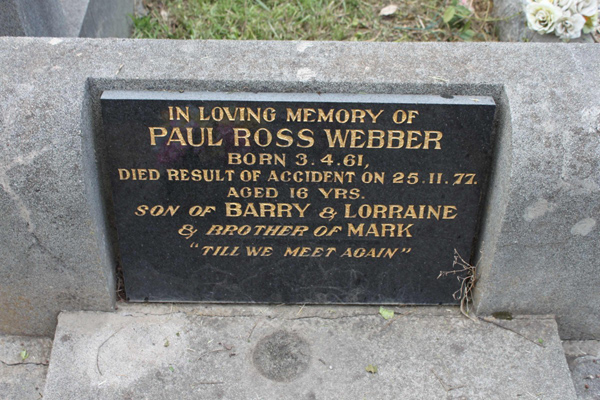 IN LOVING MEMORY OF
PAUL ROSS WEBBER
BORN 3.4.61,
DIED RESULT OF ACCIDENT ON 25.11.77.
AGED 16 YRS.
SON OF BARRY & LORRAINE
& BROTHER OF MARK
"TILL WE MEET AGAIN"